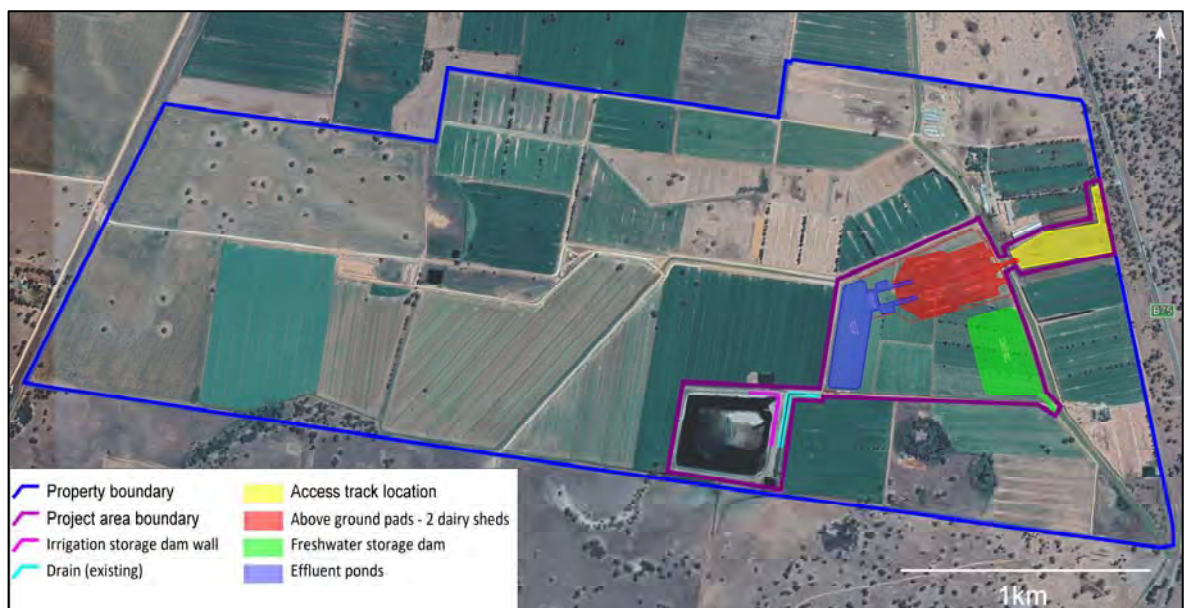 B75
Property boundary
Project area boundary
Irrigation storage dam wall
Drain (existing)
Access track location
Above ground pads - 2 dairy sheds
Freshwater storage dam
Effluent ponds
1km